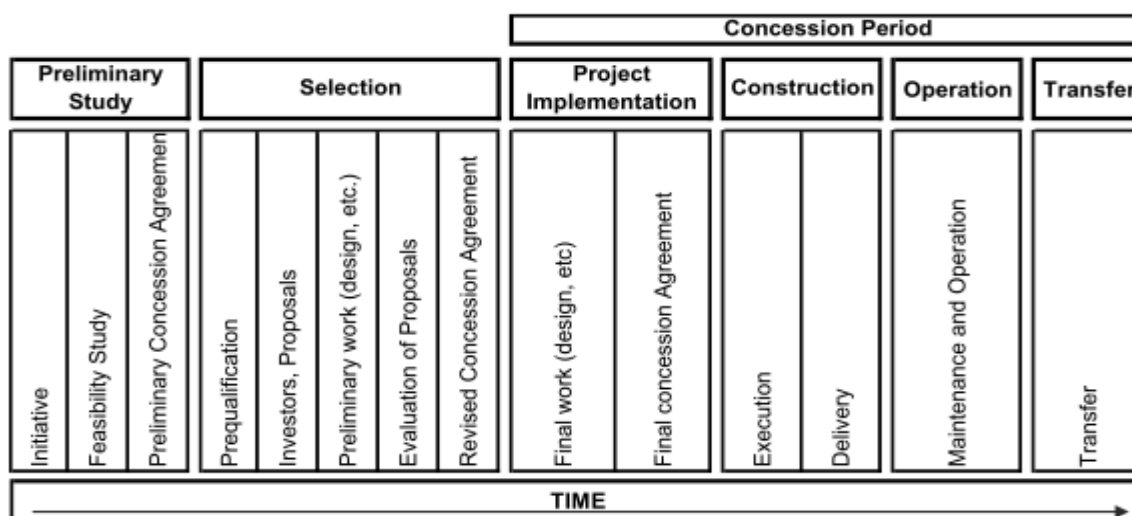 Concession Period
Preliminary
Study
Selection
Project
Implementation
Construction
Operation
Transfer
Initiative
Feasibility Study
Preliminary Concession Agreemen
Prequalification
Investors, Proposals
Preliminary work (design, etc.)
Evaluation of Proposals
Revised Concession Agreement
Final work (design, etc)
Final concession Agreement
Execution
Delivery
Maintenance and Operation
Transfer
TIME